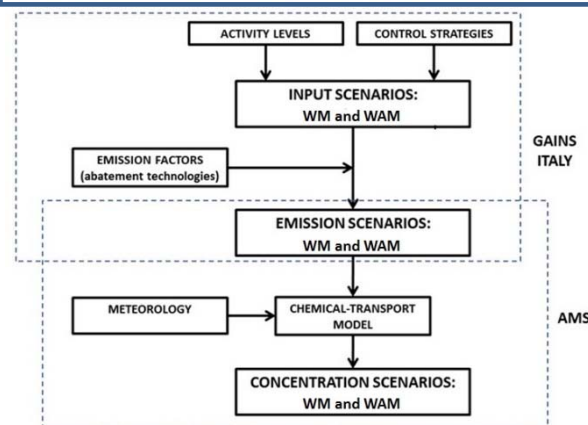 ACTIVITY LEVELS
CONTROL STRATEGIES
INPUT SCENARIOS:
WM and WAM
GAINS
ITALY
EMISSION FACTORS
(abatement technologies)
EMISSION SCENARIOS:
WM and WAM
METEOROLOGY
CHEMICAL-TRANSPORT
MODEL
AMS
CONCENTRATION SCENARIOS:
WM and WAM